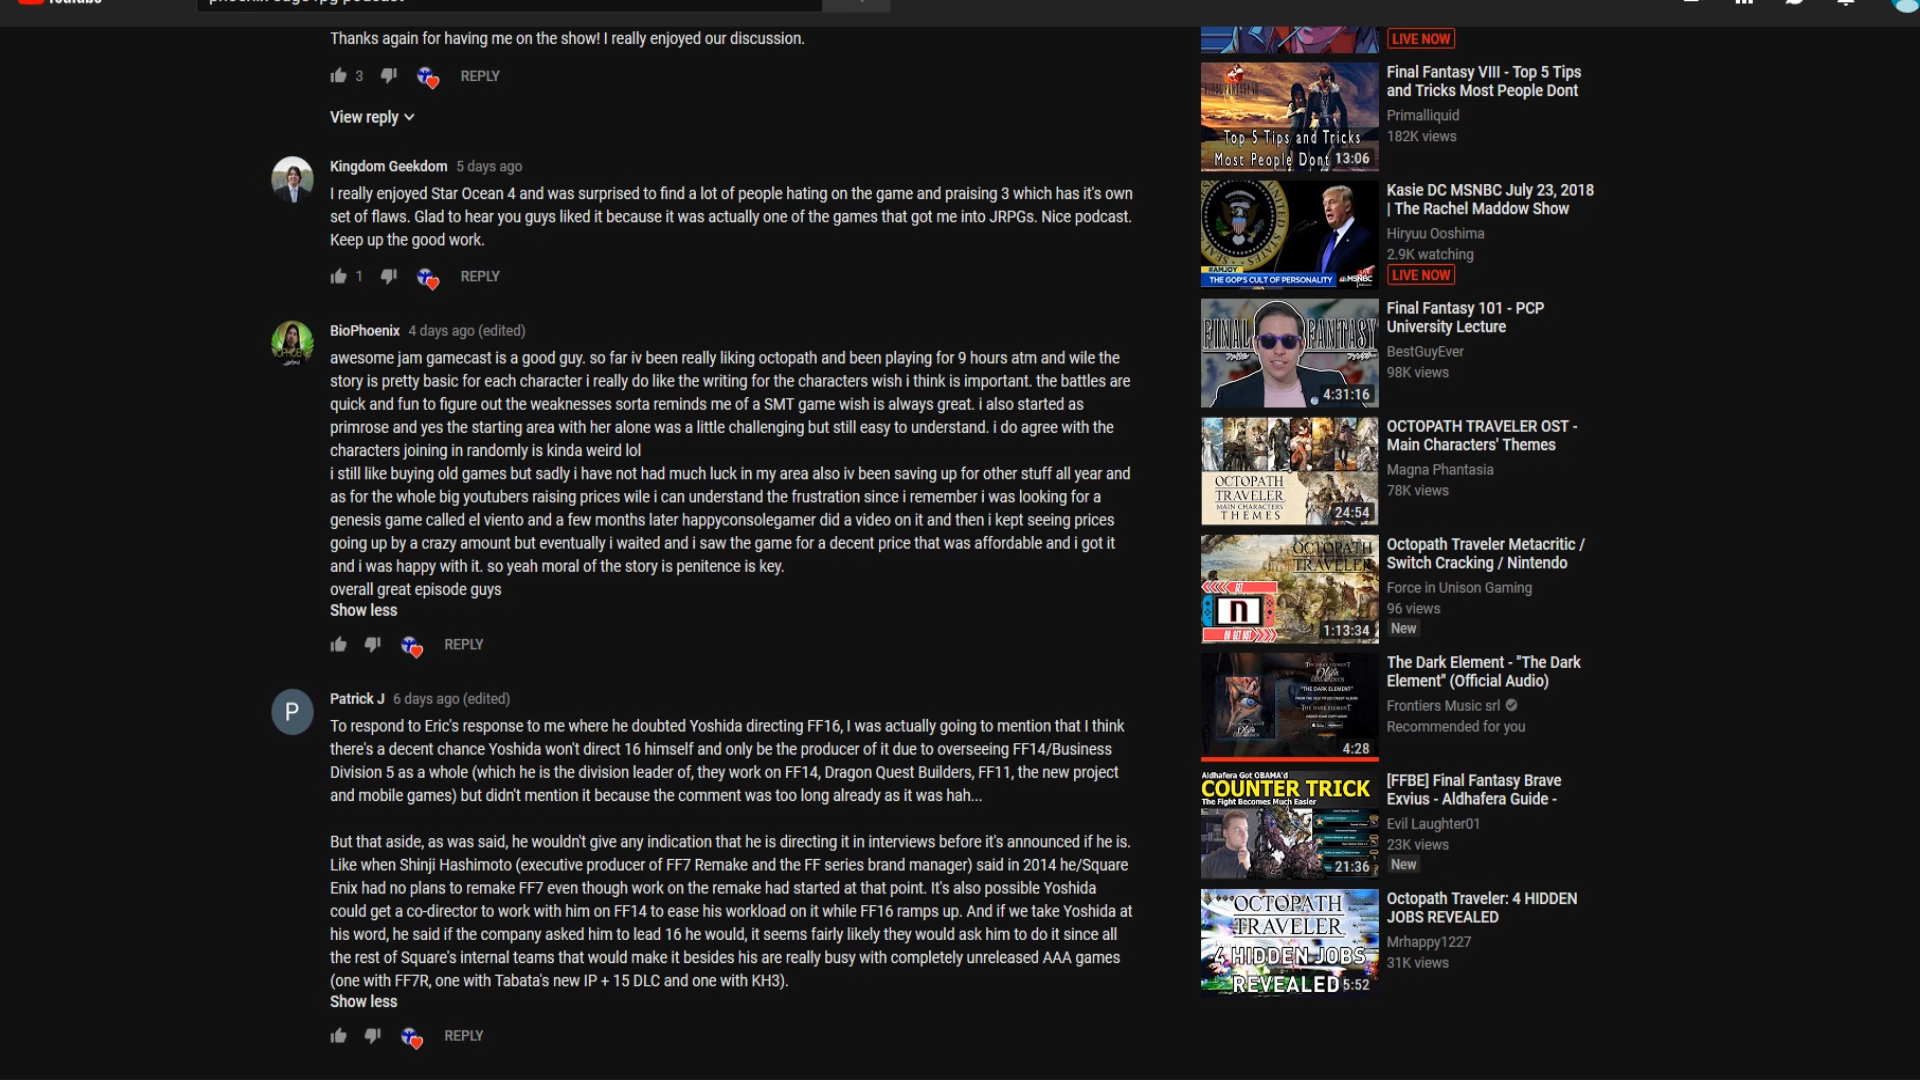 Thanks again for having me on the show! I really enjoyed our discussion.
3 REPLY
View reply
Kingdom Geekdom 5 days ago
I really enjoyed Star Ocean 4 and was surprised to find a lot of people hating on the game and praising 3 which has it's own
set of flaws. Glad to hear you guys liked it because it was actually one of the games that got me into JRPGs. Nice podcast.
Keep up the good work.
1 REPLY
BioPhoenix 4 days ago (edited)
awesome jam gamecast is a good guy. so far iv been really liking octopath and been playing for 9 hours atm and wile the
story is pretty basic for each character i really do like the writing for the characters wish i think is important. the battles are
quick and fun to figure out the weaknesses sorta reminds me of a SMT game wish is always great. i also started as
primrose and yes the starting area with her alone was a little challenging but still easy to understand. i do agree with the
characters joining in randomly is kinda weird lol
i still like buying old games but sadly i have not had much luck in my area also iv been saving up for other stuff all year and
as for the whole big youtubers raising prices wile i can understand the frustration since i remember i was looking for a
genesis game called el viento and a few months later happyconsolegamer did a video on it and then i kept seeing prices
going up by a crazy amount but eventually i waited and i saw the game for a decent price that was affordable and i got it
and i was happy with it. so yeah moral of the story is penitence is key.
overall great episode guys
Show less
REPLY
P
Patrick J 6 days ago (edited)
To respond to Eric's response to me where he doubted Yoshida directing FF16, I was actually going to mention that I think
there's a decent chance Yoshida won't direct 16 himself and only be the producer of it due to overseeing FF14/Business
Division 5 as a whole (which he is the division leader of, they work on FF14, Dragon Quest Builders, FF11, the new project
and mobile games) but didn't mention it because the comment was too long already as it was hah...
But that aside, as was said, he wouldn't give any indication that he is directing it in interviews before it's announced if he is.
Like when Shinji Hashimoto (executive producer of FF7 Remake and the FF series brand manager) said in 2014 he/Square
Enix had no plans to remake FF7 even though work on the remake had started at that point. It's also possible Yoshida
could get a co-director to work with him on FF14 to ease his workload on it while FF16 ramps up. And if we take Yoshida at
his word, he said if the company asked him to lead 16 he would, it seems fairly likely they would ask him to do it since all
the rest of Square's internal teams that would make it besides his are really busy with completely unreleased AAA games
(one with FF7R, one with Tabata's new IP + 15 DLC and one with KH3).
Show less
REPLY
LIVE NOW
Top 5 Tips and Tricks
Most People Dont
13:06
Final Fantasy VIII - Top 5 Tips
and Tricks Most People Dont
Primalliquid
182K views
#AMJOY
THE GOP'S CULT OF PERSONALITY
MSNBC
Kasie DC MSNBC July 23, 2018
| The Rachel Maddow Show
Hiryuu Ooshima
2.9K watching
LIVE NOW
FINAL FANTASY
4:31:16
Final Fantasy 101 - PCP
University Lecture
BestGuyEver
98K views
OCTOPATH
TRAVELER
MAIN CHARACTERS'
THEMES
24:54
OCTOPATH TRAVELER OST -
Main Characters' Themes
Magna Phantasia
78K views
OCTOPATH
TRAVELER
GET
n
OR GET OUT
1:13:34
Octopath Traveler Metacritic /
Switch Cracking / Nintendo
Force in Unison Gaming
96 views
New
"THE DARK ELEMENT"
4:28
The Dark Element - "The Dark
Element" (Official Audio)
Frontiers Music srl
Recommended for you
Aldhafera Got OBAMA'd
COUNTER TRICK
The Fight Becomes Much Easier
21:36
[FFBE] Final Fantasy Brave
Exvius - Aldhafera Guide -
Evil Laughter01
23K views
New
OCTOPATH
TRAVELER
4 HIDDEN JOBS
REVEALED
5:52
Octopath Traveler: 4 HIDDEN
JOBS REVEALED
Mrhappy1227
31K views